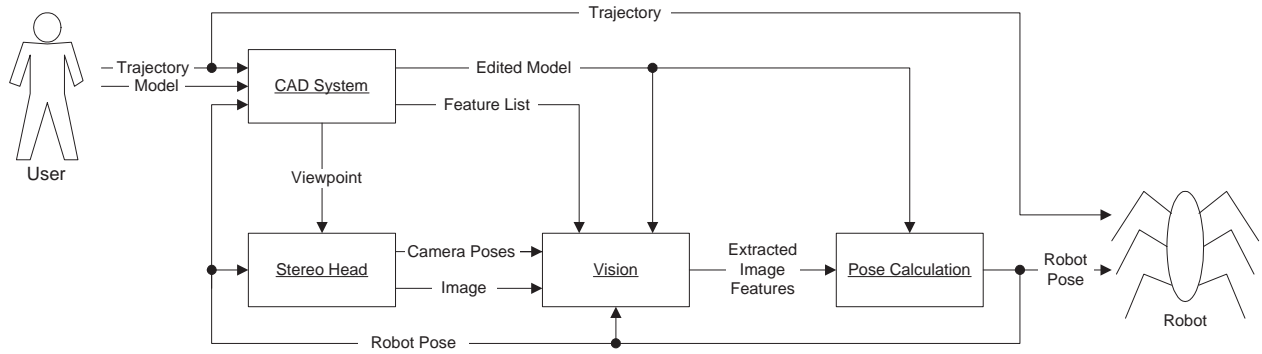 Trajectory
Trajectory
Model
CAD System
Edited Model
Feature List
User
Viewpoint
Stereo Head
Camera Poses
Image
Vision
Extracted
Image
Features
Pose Calculation
Robot
Pose
Robot
Robot Pose